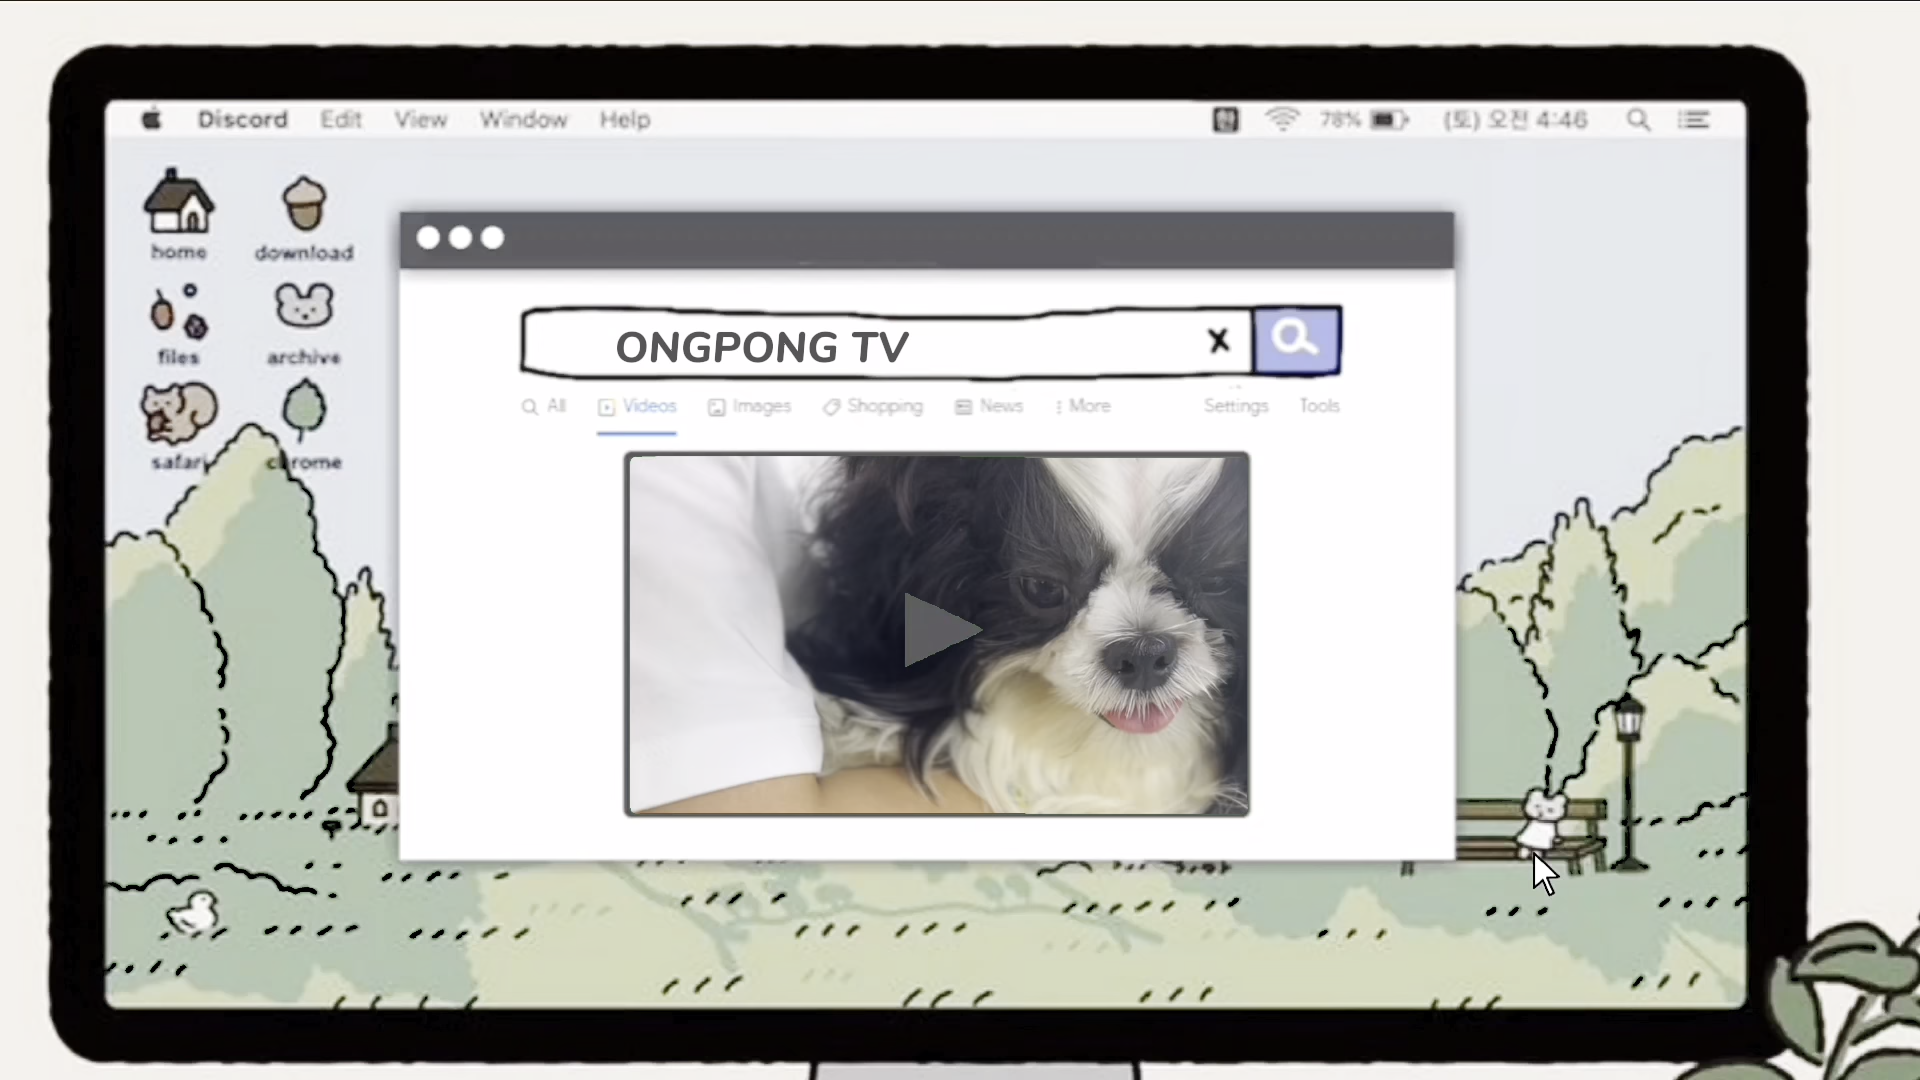 Discord Edit View Window Help 78% (토) 오전 4:46
home download
files archive
safari chrome
ONGPONG TV X
All Videos Images Shopping News More Settings Tools